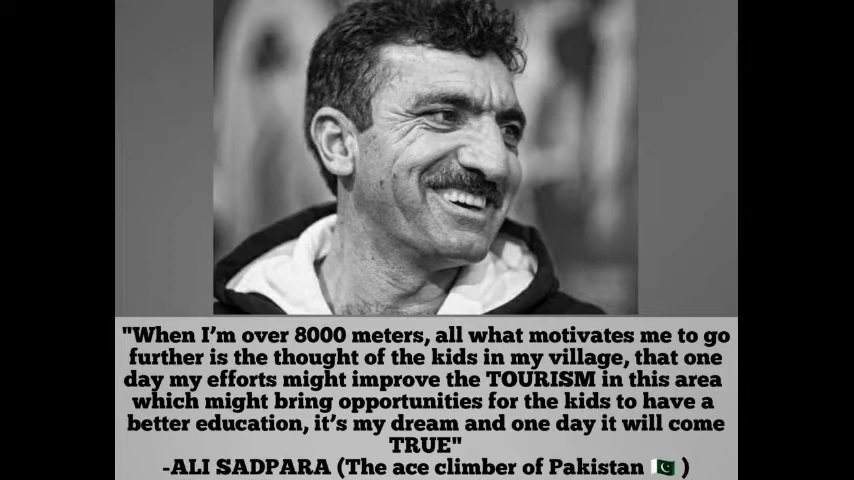 "When I'm over 8000 meters, all what motivates me to go
further is the thought of the kids in my village, that one
day my efforts might improve the TOURISM in this area
which might bring opportunities for the kids to have a
better education, it's my dream and one day it will come
TRUE"
-ALI SADPARA (The ace climber of Pakistan 🇵🇰 )